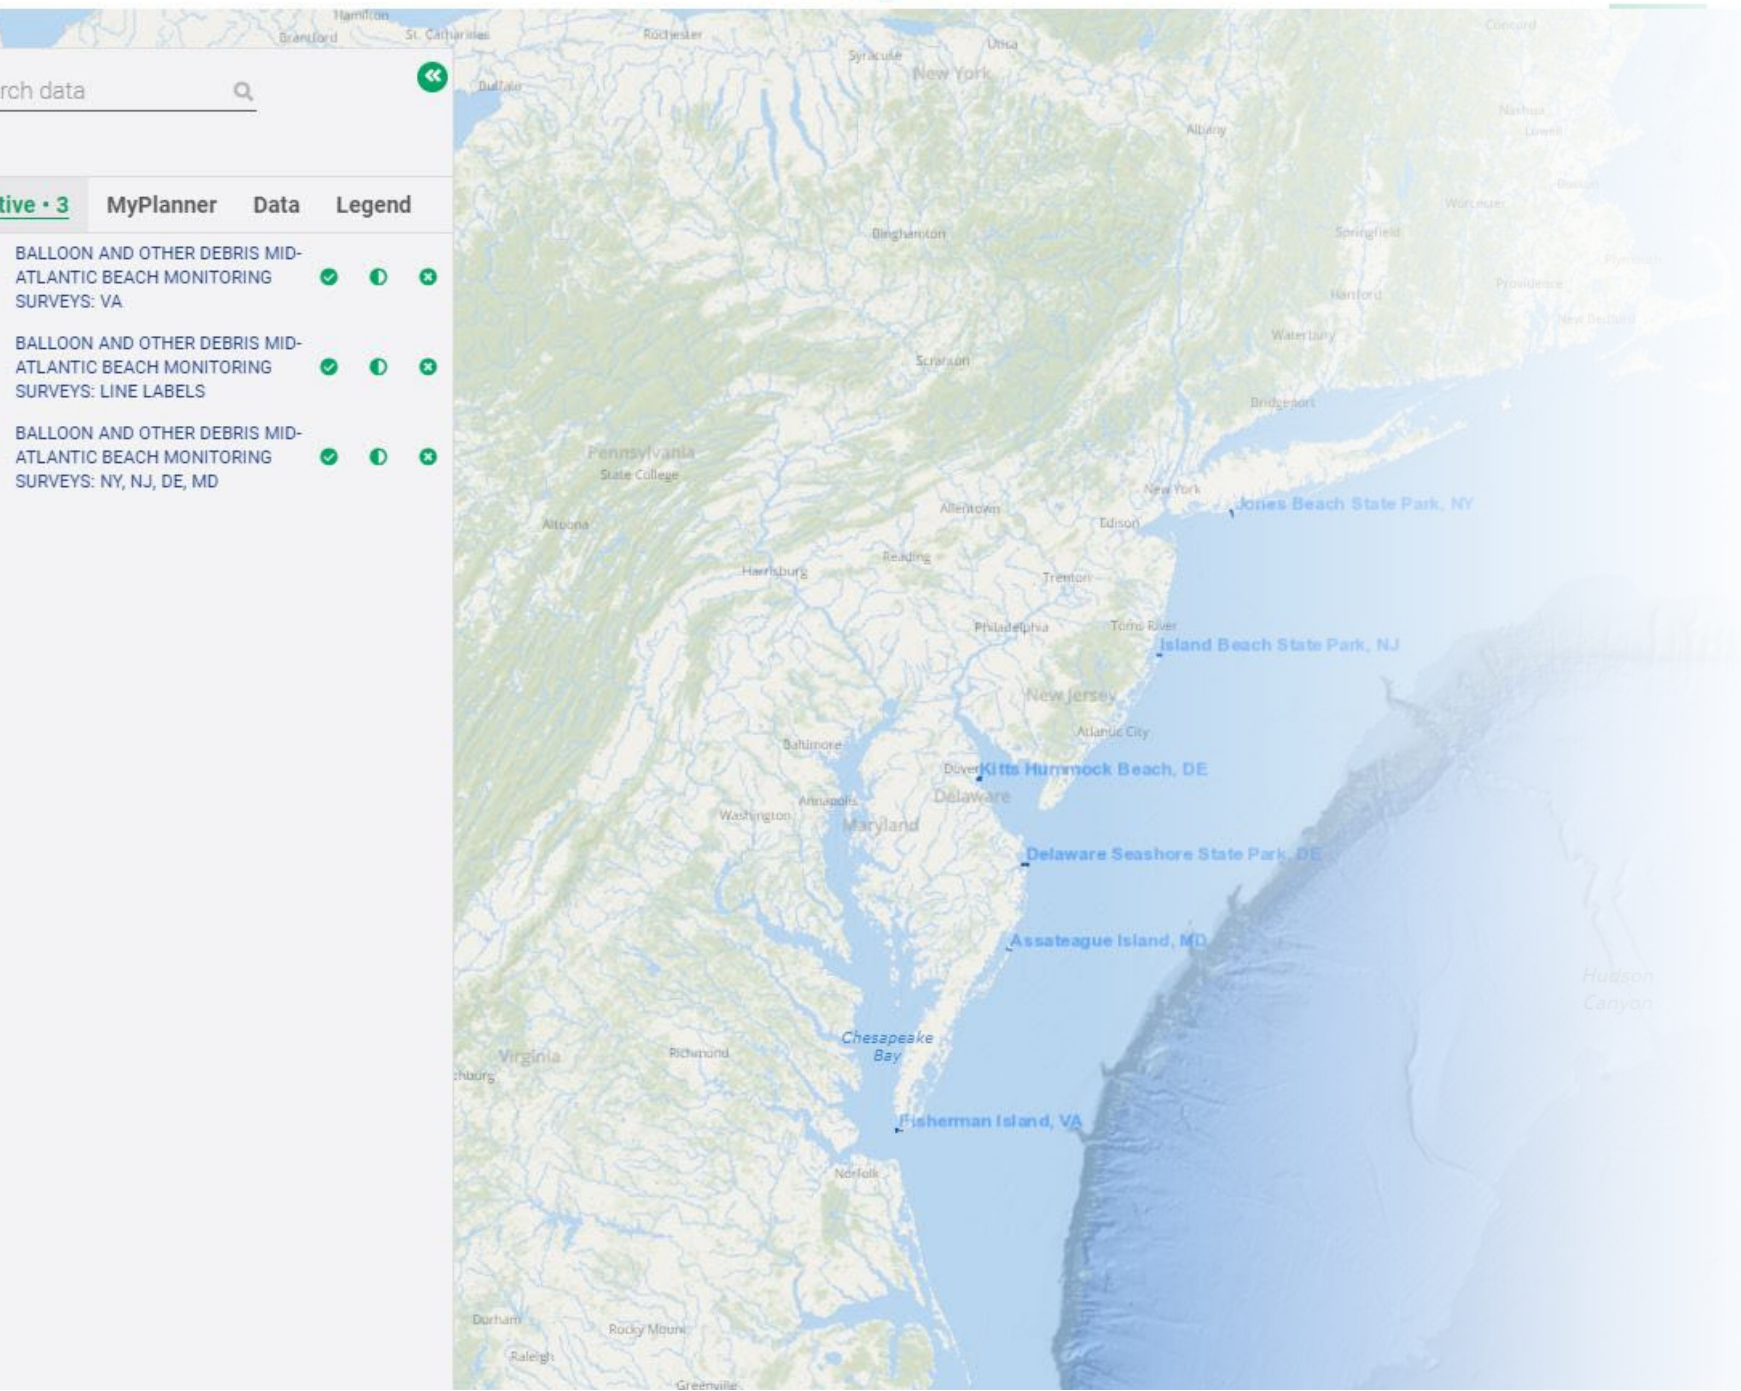 rch data
tive • 3
MyPlanner
Data
Legend
BALLOON AND OTHER DEBRIS MID-
ATLANTIC BEACH MONITORING
SURVEYS: VA
BALLOON AND OTHER DEBRIS MID-
ATLANTIC BEACH MONITORING
SURVEYS: LINE LABELS
BALLOON AND OTHER DEBRIS MID-
ATLANTIC BEACH MONITORING
SURVEYS: NY, NJ, DE, MD
Hamilton
Brantford
St. Catharines
Rochester
Syracuse
Utica
Concord
New York
Buffalo
Nashua
Lowell
Albany
Boston
Worcester
Binghamton
Springfield
Plymouth
Providence
Hartford
New Bedford
Waterbury
Scranton
Bridgeport
Pennsylvania
State College
New York
Jones Beach State Park, NY
Allentown
Edison
Altoona
Reading
Harrisburg
Trenton
Philadelphia
Toms River
Island Beach State Park, NJ
New Jersey
Atlantic City
Baltimore
Dover
Kitts Hummock Beach, DE
Delaware
Annapolis
Washington
Maryland
Delaware Seashore State Park, DE
Assateague Island, MD
Hudson
Canyon
Chesapeake
Bay
Virginia
Richmond
chburg
Fisherman Island, VA
Norfolk
Durham
Rocky Mount
Raleigh
Greenville